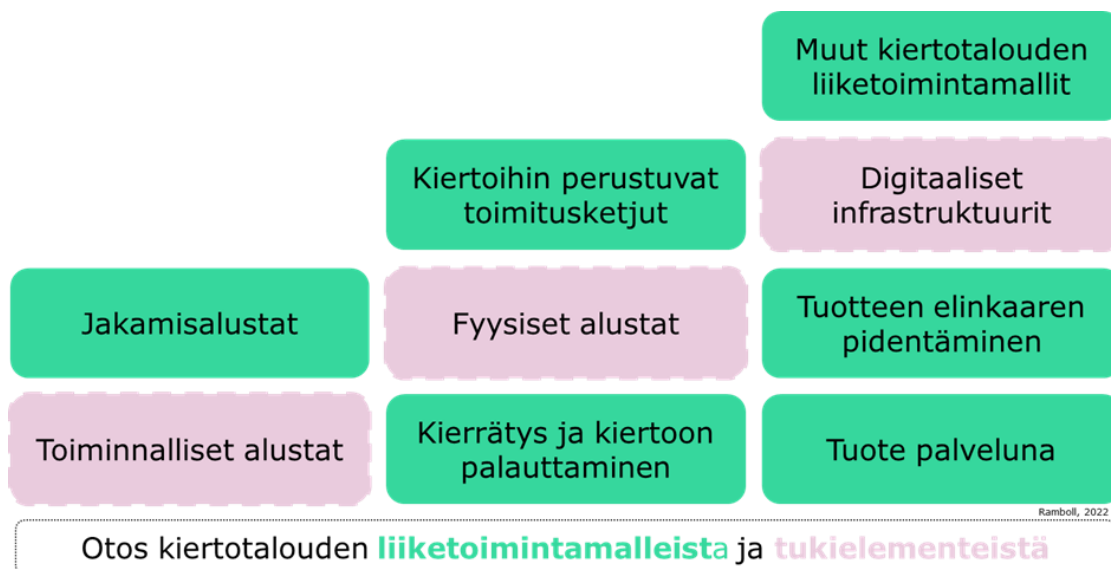 Muut kiertotalouden
liiketoimintamallit
Kiertoihin perustuvat
toimitusketjut
Digitaaliset
infrastruktuurit
Jakamisalustat
Fyysiset alustat
Tuotteen elinkaaren
pidentäminen
Toiminnalliset alustat
Kierrätys ja kiertoon
palauttaminen
Tuote palveluna
Ramboll, 2022
Otos kiertotalouden liiketoimintamalleista ja tukielementeistä